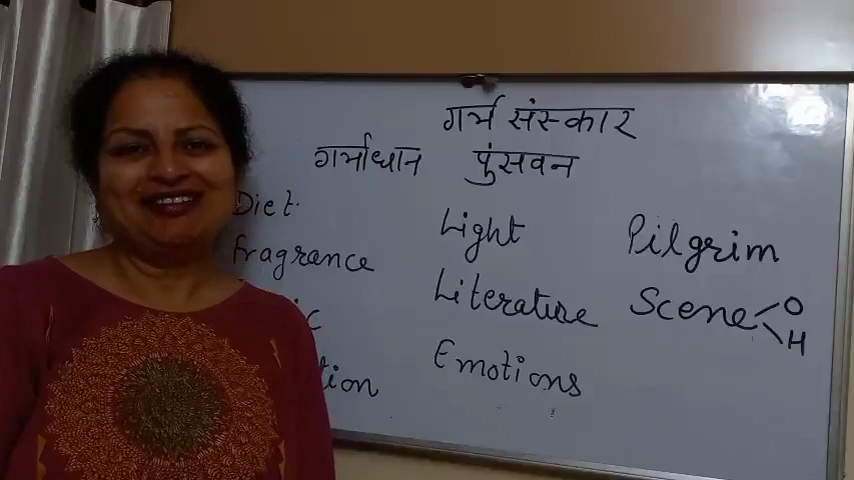 गर्भ संस्कार
गर्भाधान पुंसवन
Diet Light Pilgrim
Fragrance Literature Scene O
H
Emotions